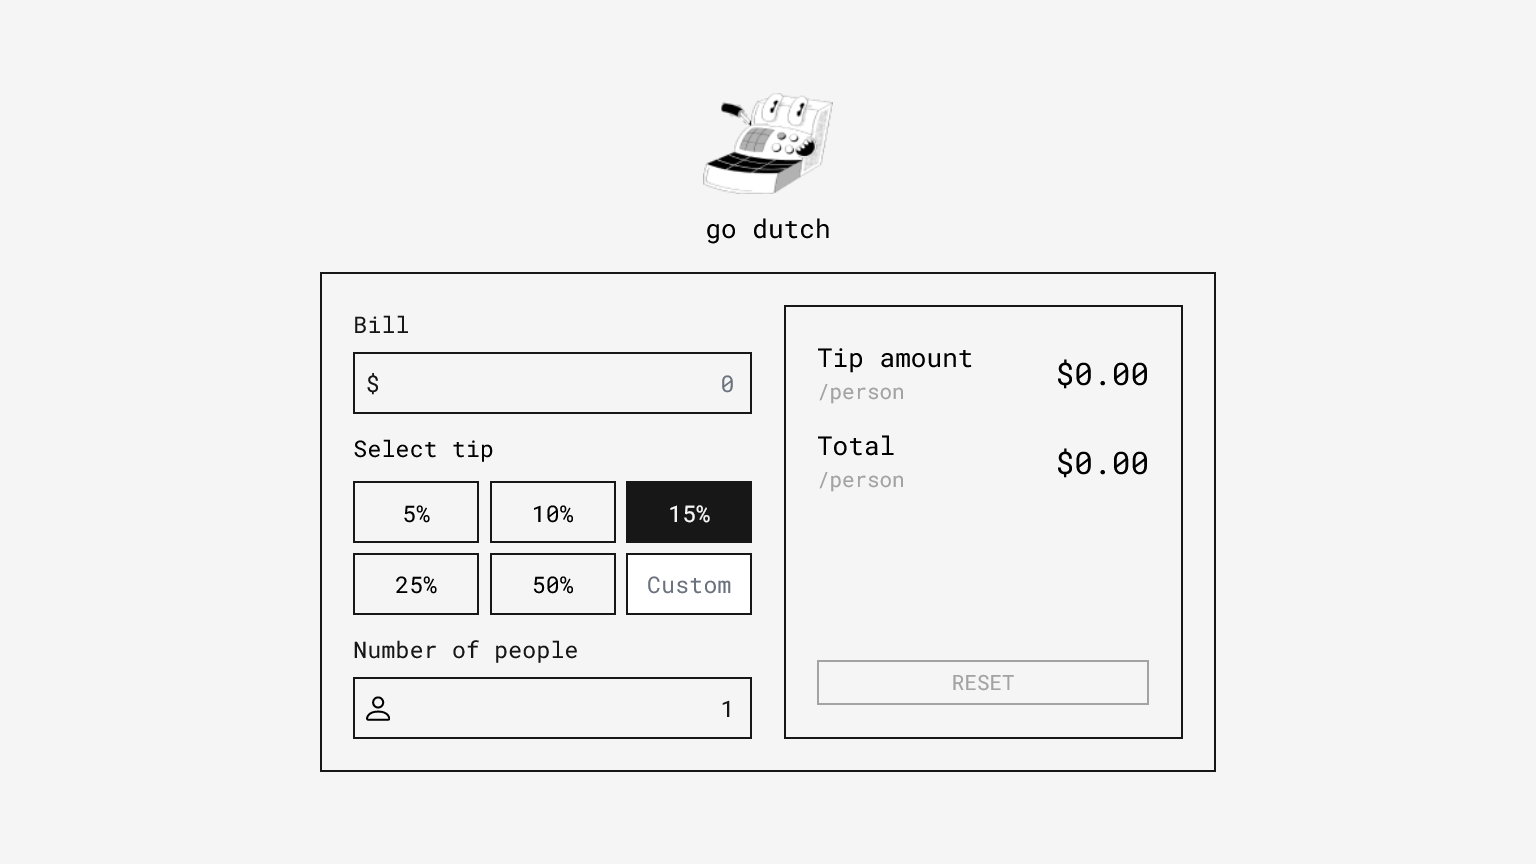 go dutch
Bill
$ 0
Select tip
5% 10% 15%
25% 50% Custom
Number of people
1
Tip amount
/person
$0.00
Total
/person
$0.00
RESET